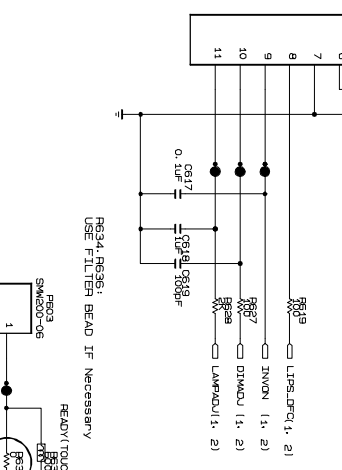 11
10
9
8
7
C617
0.1uF
C618
1uF
C619
100pF
R619
100
R627
100
R628
LIPS_DFC(1, 2)
INVON (1, 2)
DIMADJ (1, 2)
LAMPADJ(1, 2)
R634,R636:
USE FILTER BEAD IF Necessary
P603
SMW200-06
1
READY(TOUC